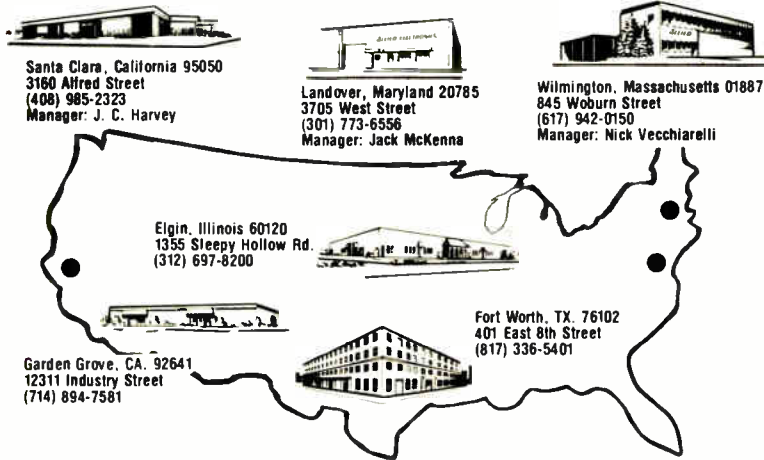 Santa Clara, California 95050
3160 Alfred Street
(408) 985-2323
Manager: J. C. Harvey
Landover, Maryland 20785
3705 West Street
(301) 773-6556
Manager: Jack McKenna
Wilmington, Massachusetts 01887
845 Woburn Street
(617) 942-0150
Manager: Nick Vecchiarelli
Elgin, Illinois 60120
1355 Sleepy Hollow Rd.
(312) 697-8200
Fort Worth, TX. 76102
401 East 8th Street
(817) 336-5401
Garden Grove, CA. 92641
12311 Industry Street
(714) 894-7581